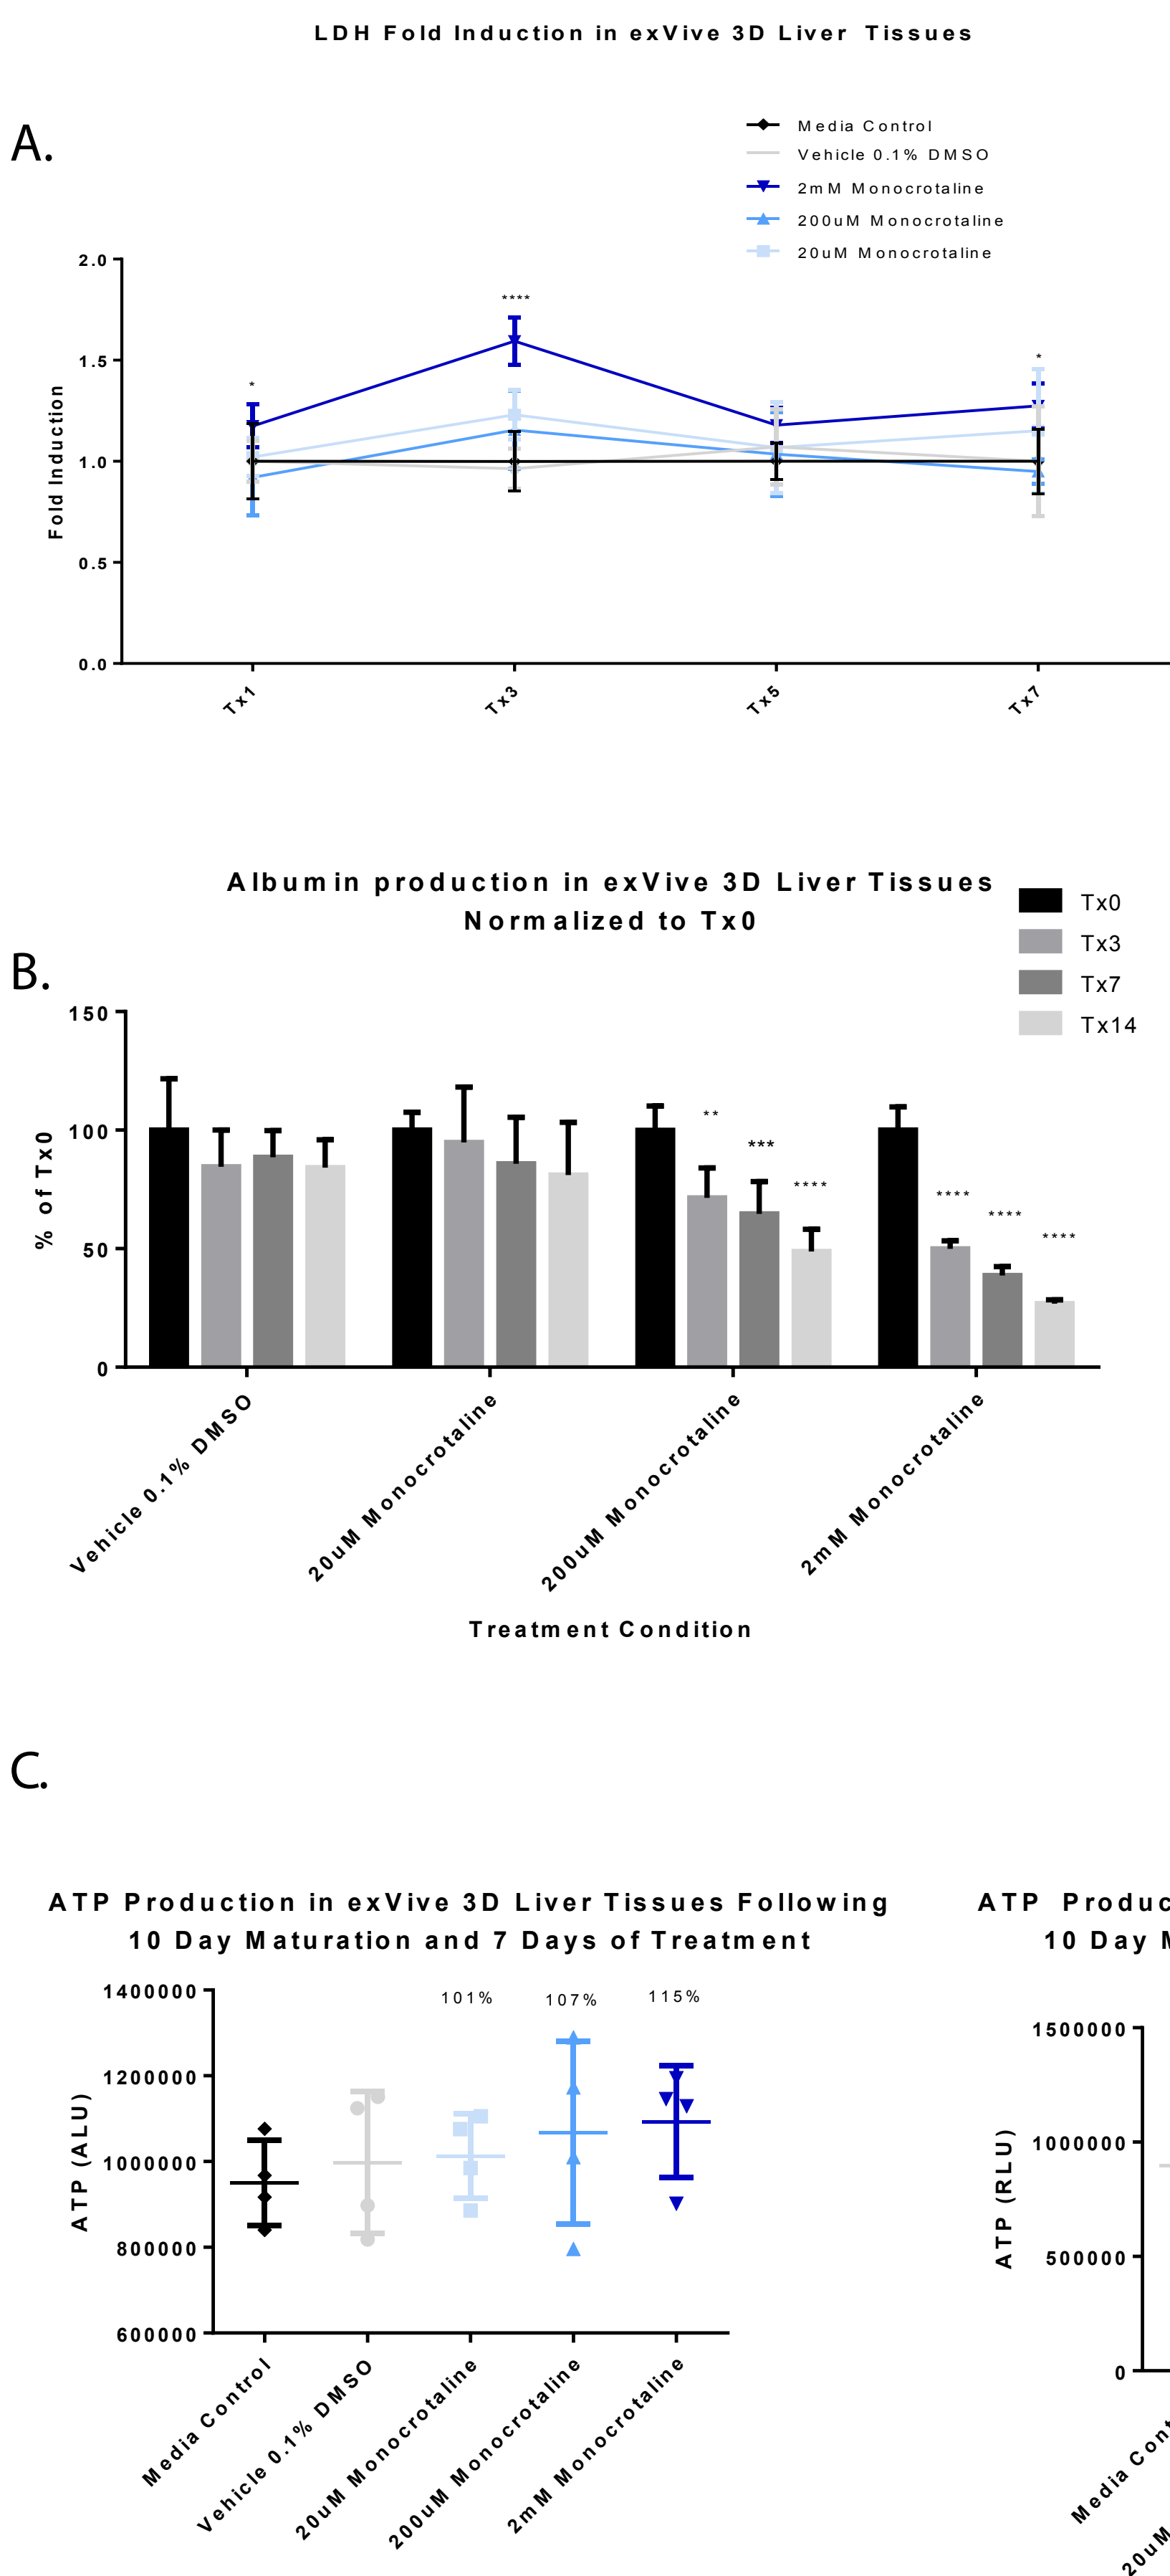 LDH Fold Induction in exVive 3D Liver Tissues
A.
Media Control
Vehicle 0.1% DMSO
2mM Monocrotaline
200uM Monocrotaline
20uM Monocrotaline
2.0
1.5
1.0
0.5
0.0
Fold Induction
*
****
*
Tx1
Tx3
Tx5
Tx7
Albumin production in exVive 3D Liver Tissues
Normalized to Tx0
Tx0
Tx3
Tx7
Tx14
B.
150
100
50
0
% of Tx0
**
***
****
****
****
****
Vehicle 0.1% DMSO
20uM Monocrotaline
200uM Monocrotaline
2mM Monocrotaline
Treatment Condition
C.
ATP Production in exVive 3D Liver Tissues Following
10 Day Maturation and 7 Days of Treatment
1400000
1200000
1000000
800000
600000
ATP (ALU)
101%
107%
115%
Media Control
Vehicle 0.1% DMSO
20uM Monocrotaline
200uM Monocrotaline
2mM Monocrotaline
ATP Produc
10 Day M
1500000
1000000
500000
0
ATP (RLU)
Media Cont
20uM